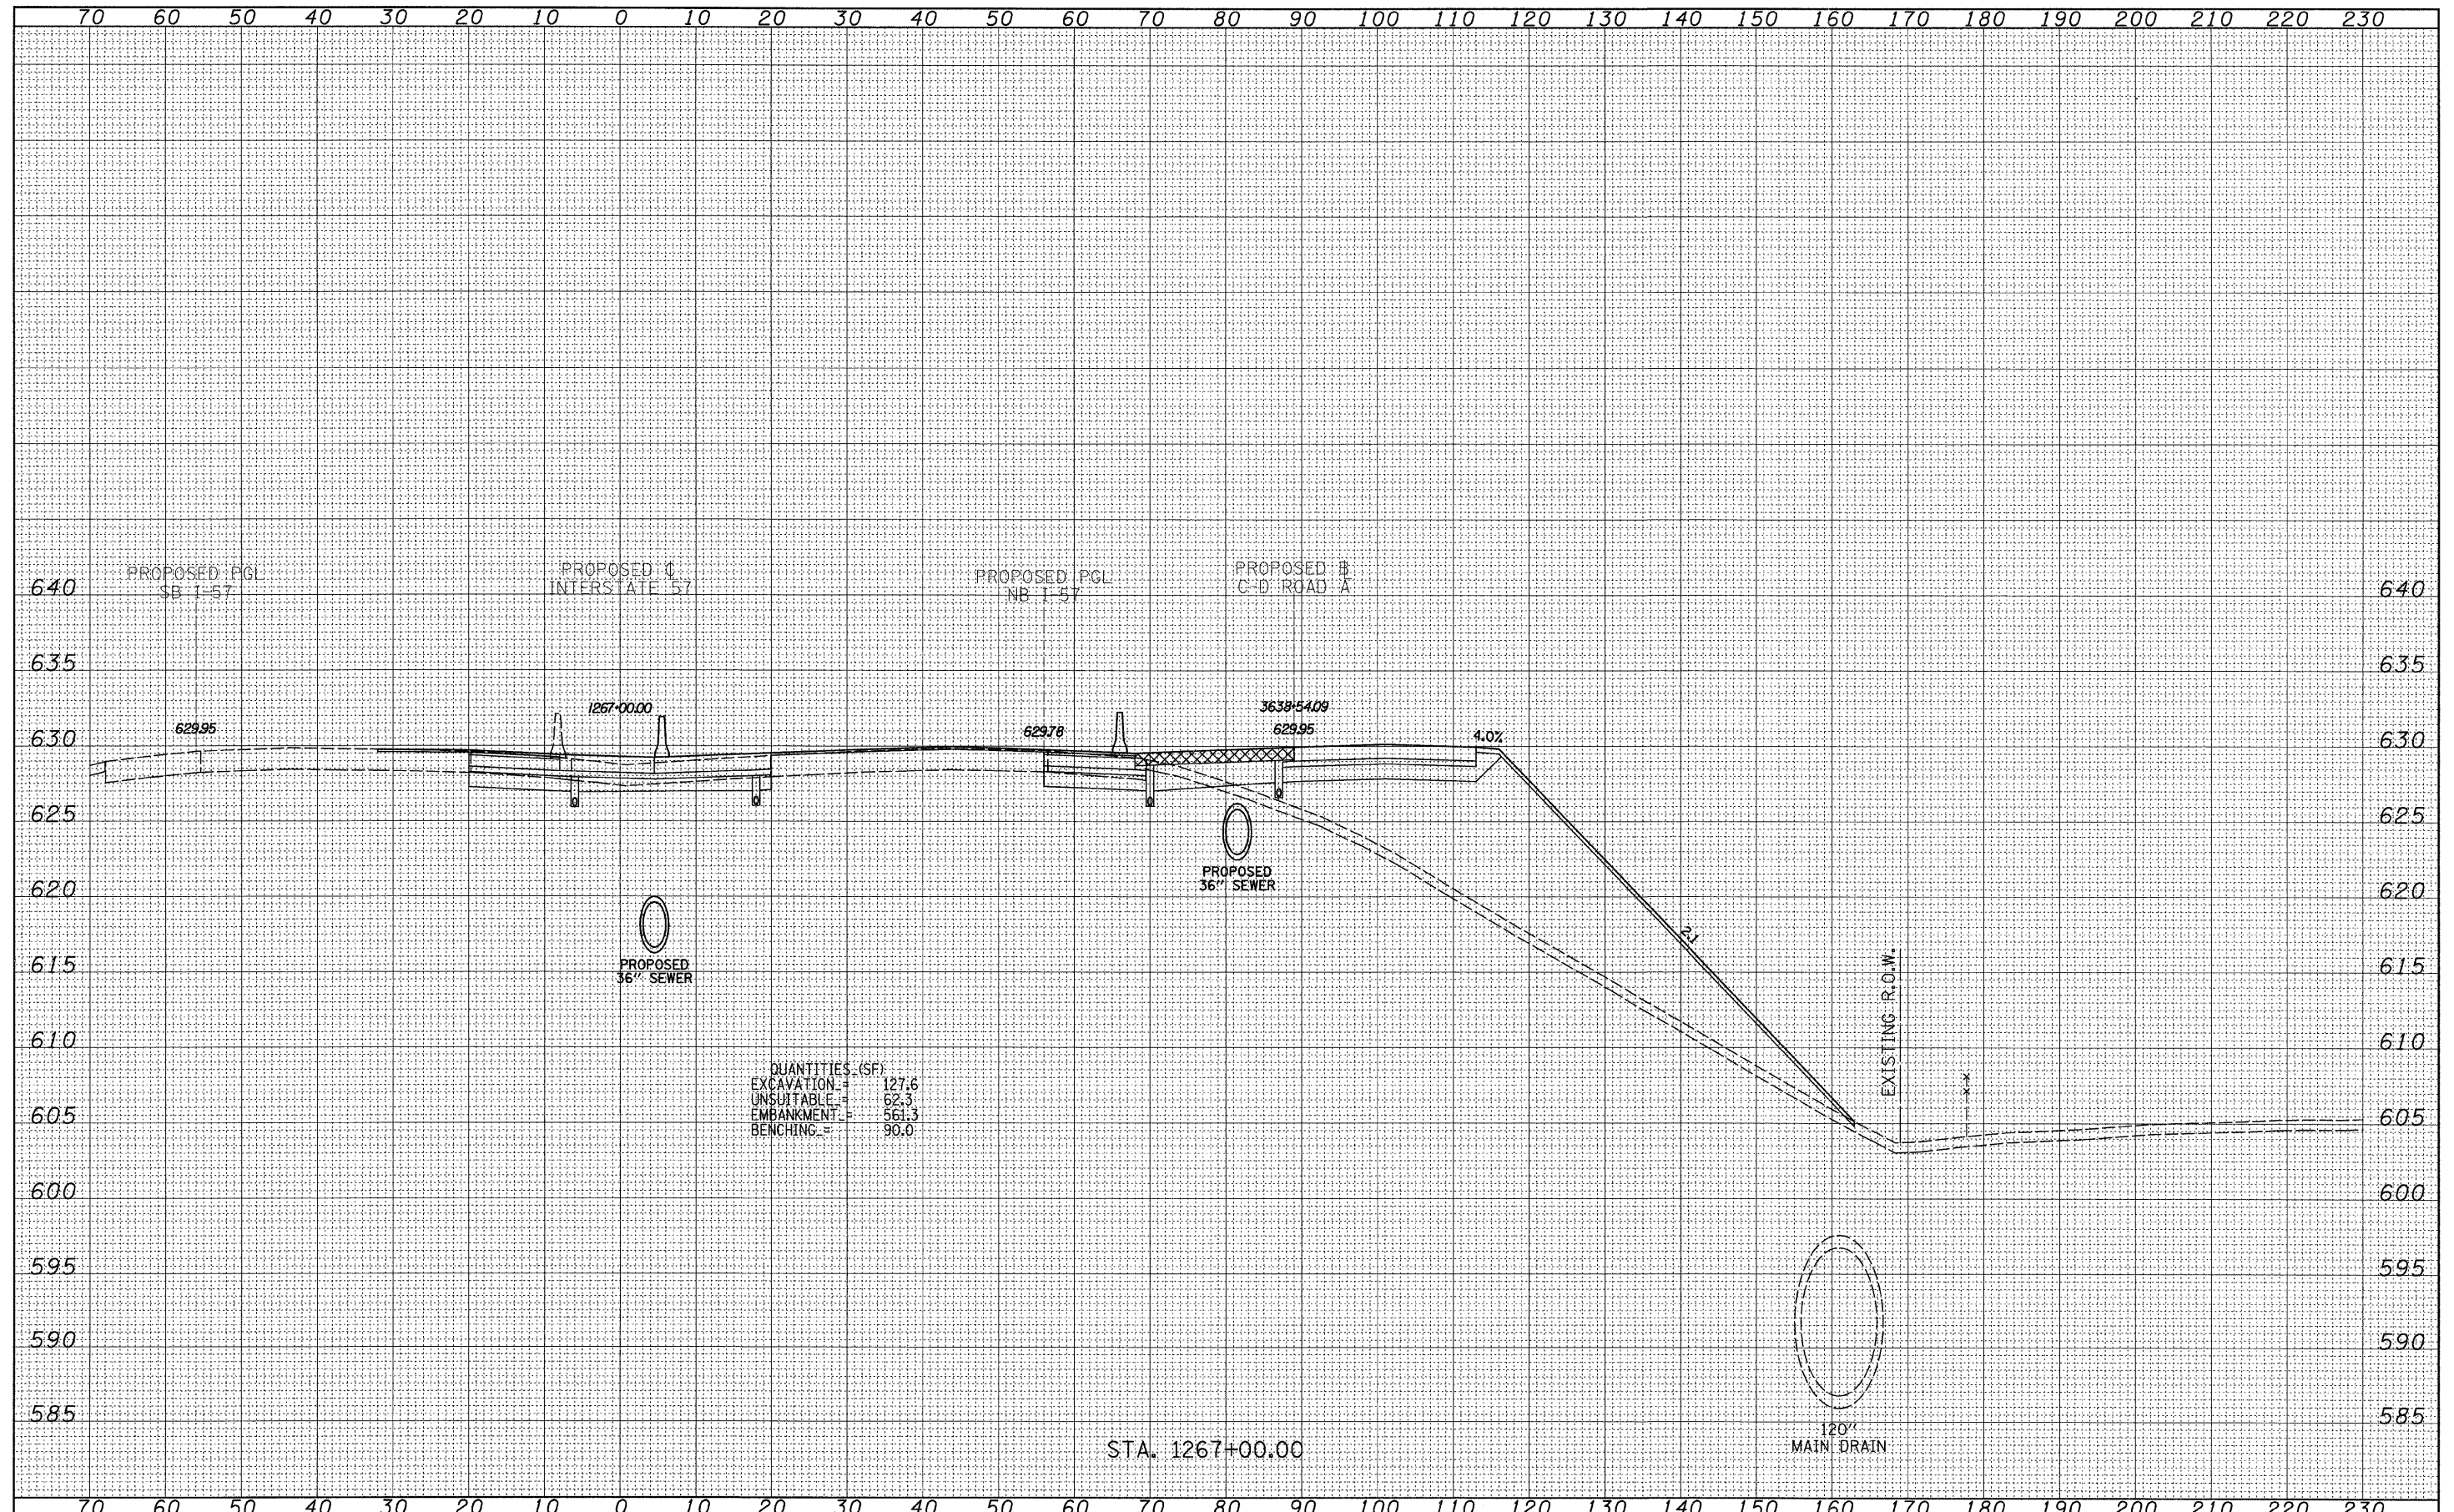 70 60 50 40 30 20 10 0 10 20 30 40 50 60 70 80 90 100 110 120 130 140 150 160 170 180 190 200 210 220 230
PROPOSED PGL
SB I-57
PROPOSED ℄
INTERSTATE 57
PROPOSED PGL
NB I-57
PROPOSED B
C-D ROAD A
640 640
635 635
1267+00.00
3638+54.09
629.95
629.78
629.95
4.0%
630 630
625 625
PROPOSED
36" SEWER
620 620
2:1
PROPOSED
36" SEWER
615 615
EXISTING R.O.W.
610 610
QUANTITIES_(SF)
EXCAVATION_= 127.6
UNSUITABLE_= 62.3
EMBANKMENT_= 561.3
BENCHING_= 90.0
605 605
600 600
595 595
590 590
585 585
120"
MAIN DRAIN
STA. 1267+00.00
70 60 50 40 30 20 10 0 10 20 30 40 50 60 70 80 90 100 110 120 130 140 150 160 170 180 190 200 210 220 230